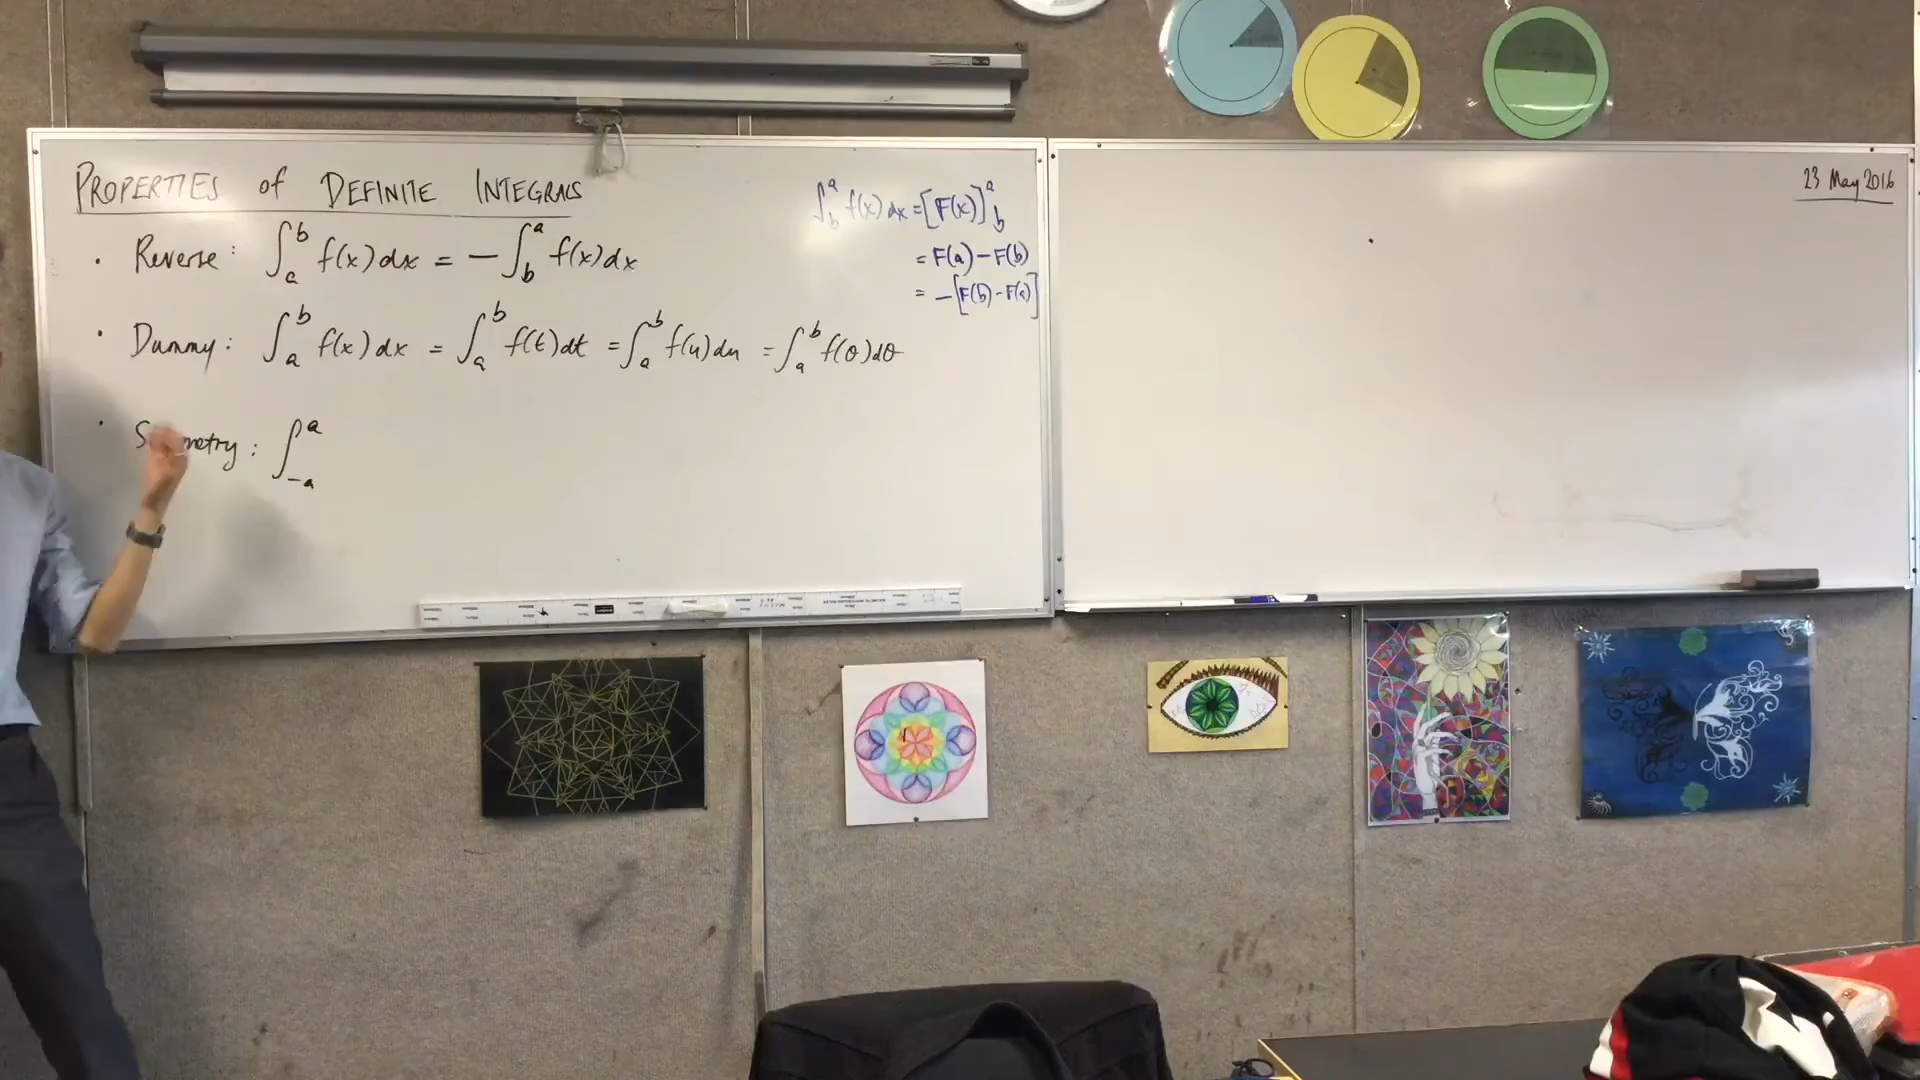 PROPERTIES of DEFINITE INTEGRALS
• Reverse: ∫_a^b f(x)dx = -∫_b^a f(x)dx
• Dummy: ∫_a^b f(x)dx = ∫_a^b f(t)dt = ∫_a^b f(u)du = ∫_a^b f(θ)dθ
• Symmetry: ∫_{-a}^a
∫_b^a f(x)dx = [F(x)]_b^a
= F(a) - F(b)
= -[F(b) - F(a)]
23 May 2016